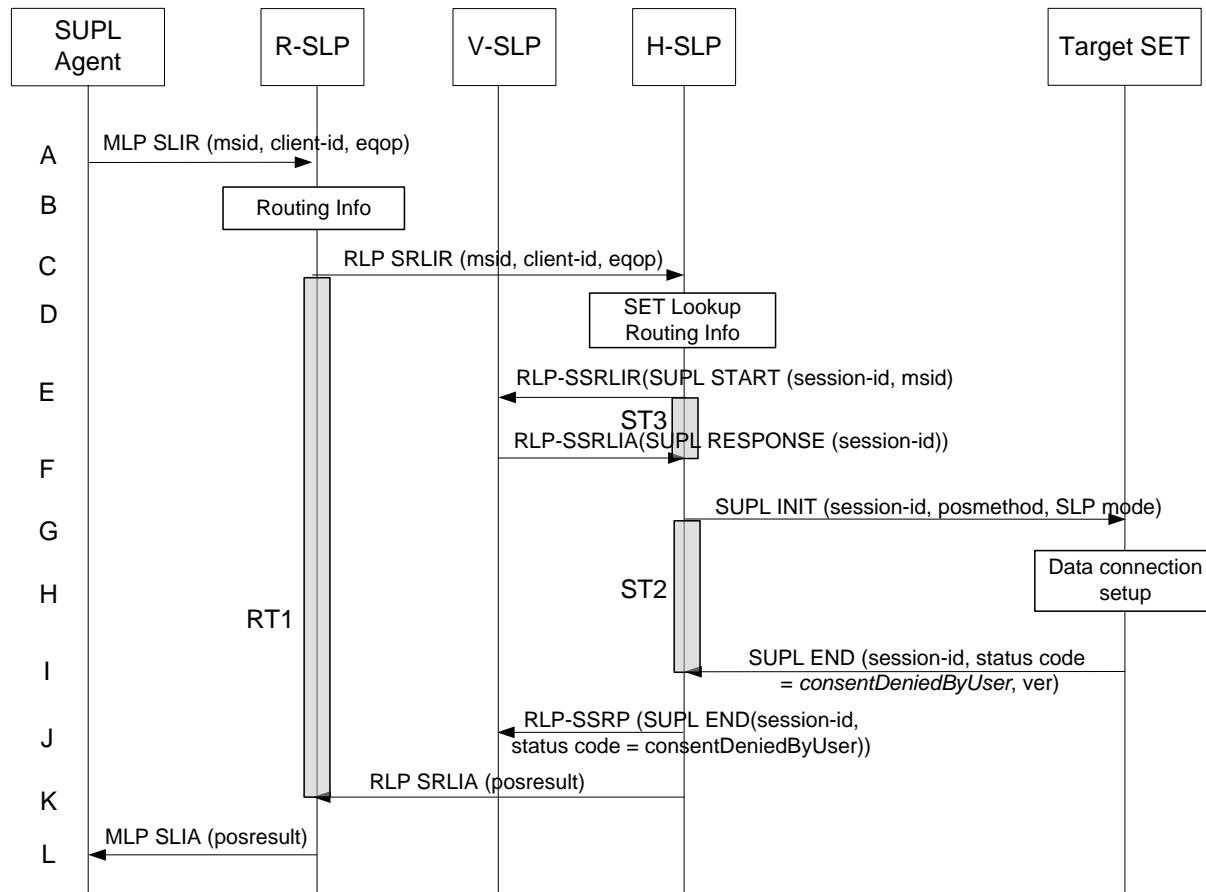 SUPL
Agent
R-SLP
V-SLP
H-SLP
Target SET
A
MLP SLIR (msid, client-id, eqop)
B
Routing Info
C
RLP SRLIR (msid, client-id, eqop)
D
SET Lookup
Routing Info
E
RLP-SSRLIR(SUPL START (session-id, msid)
ST3
RLP-SSRLIA(SUPL RESPONSE (session-id))
F
SUPL INIT (session-id, posmethod, SLP mode)
G
Data connection
setup
H
ST2
RT1
I
SUPL END (session-id, status code
= consentDeniedByUser, ver)
J
RLP-SSRP (SUPL END(session-id,
status code = consentDeniedByUser))
K
RLP SRLIA (posresult)
L
MLP SLIA (posresult)